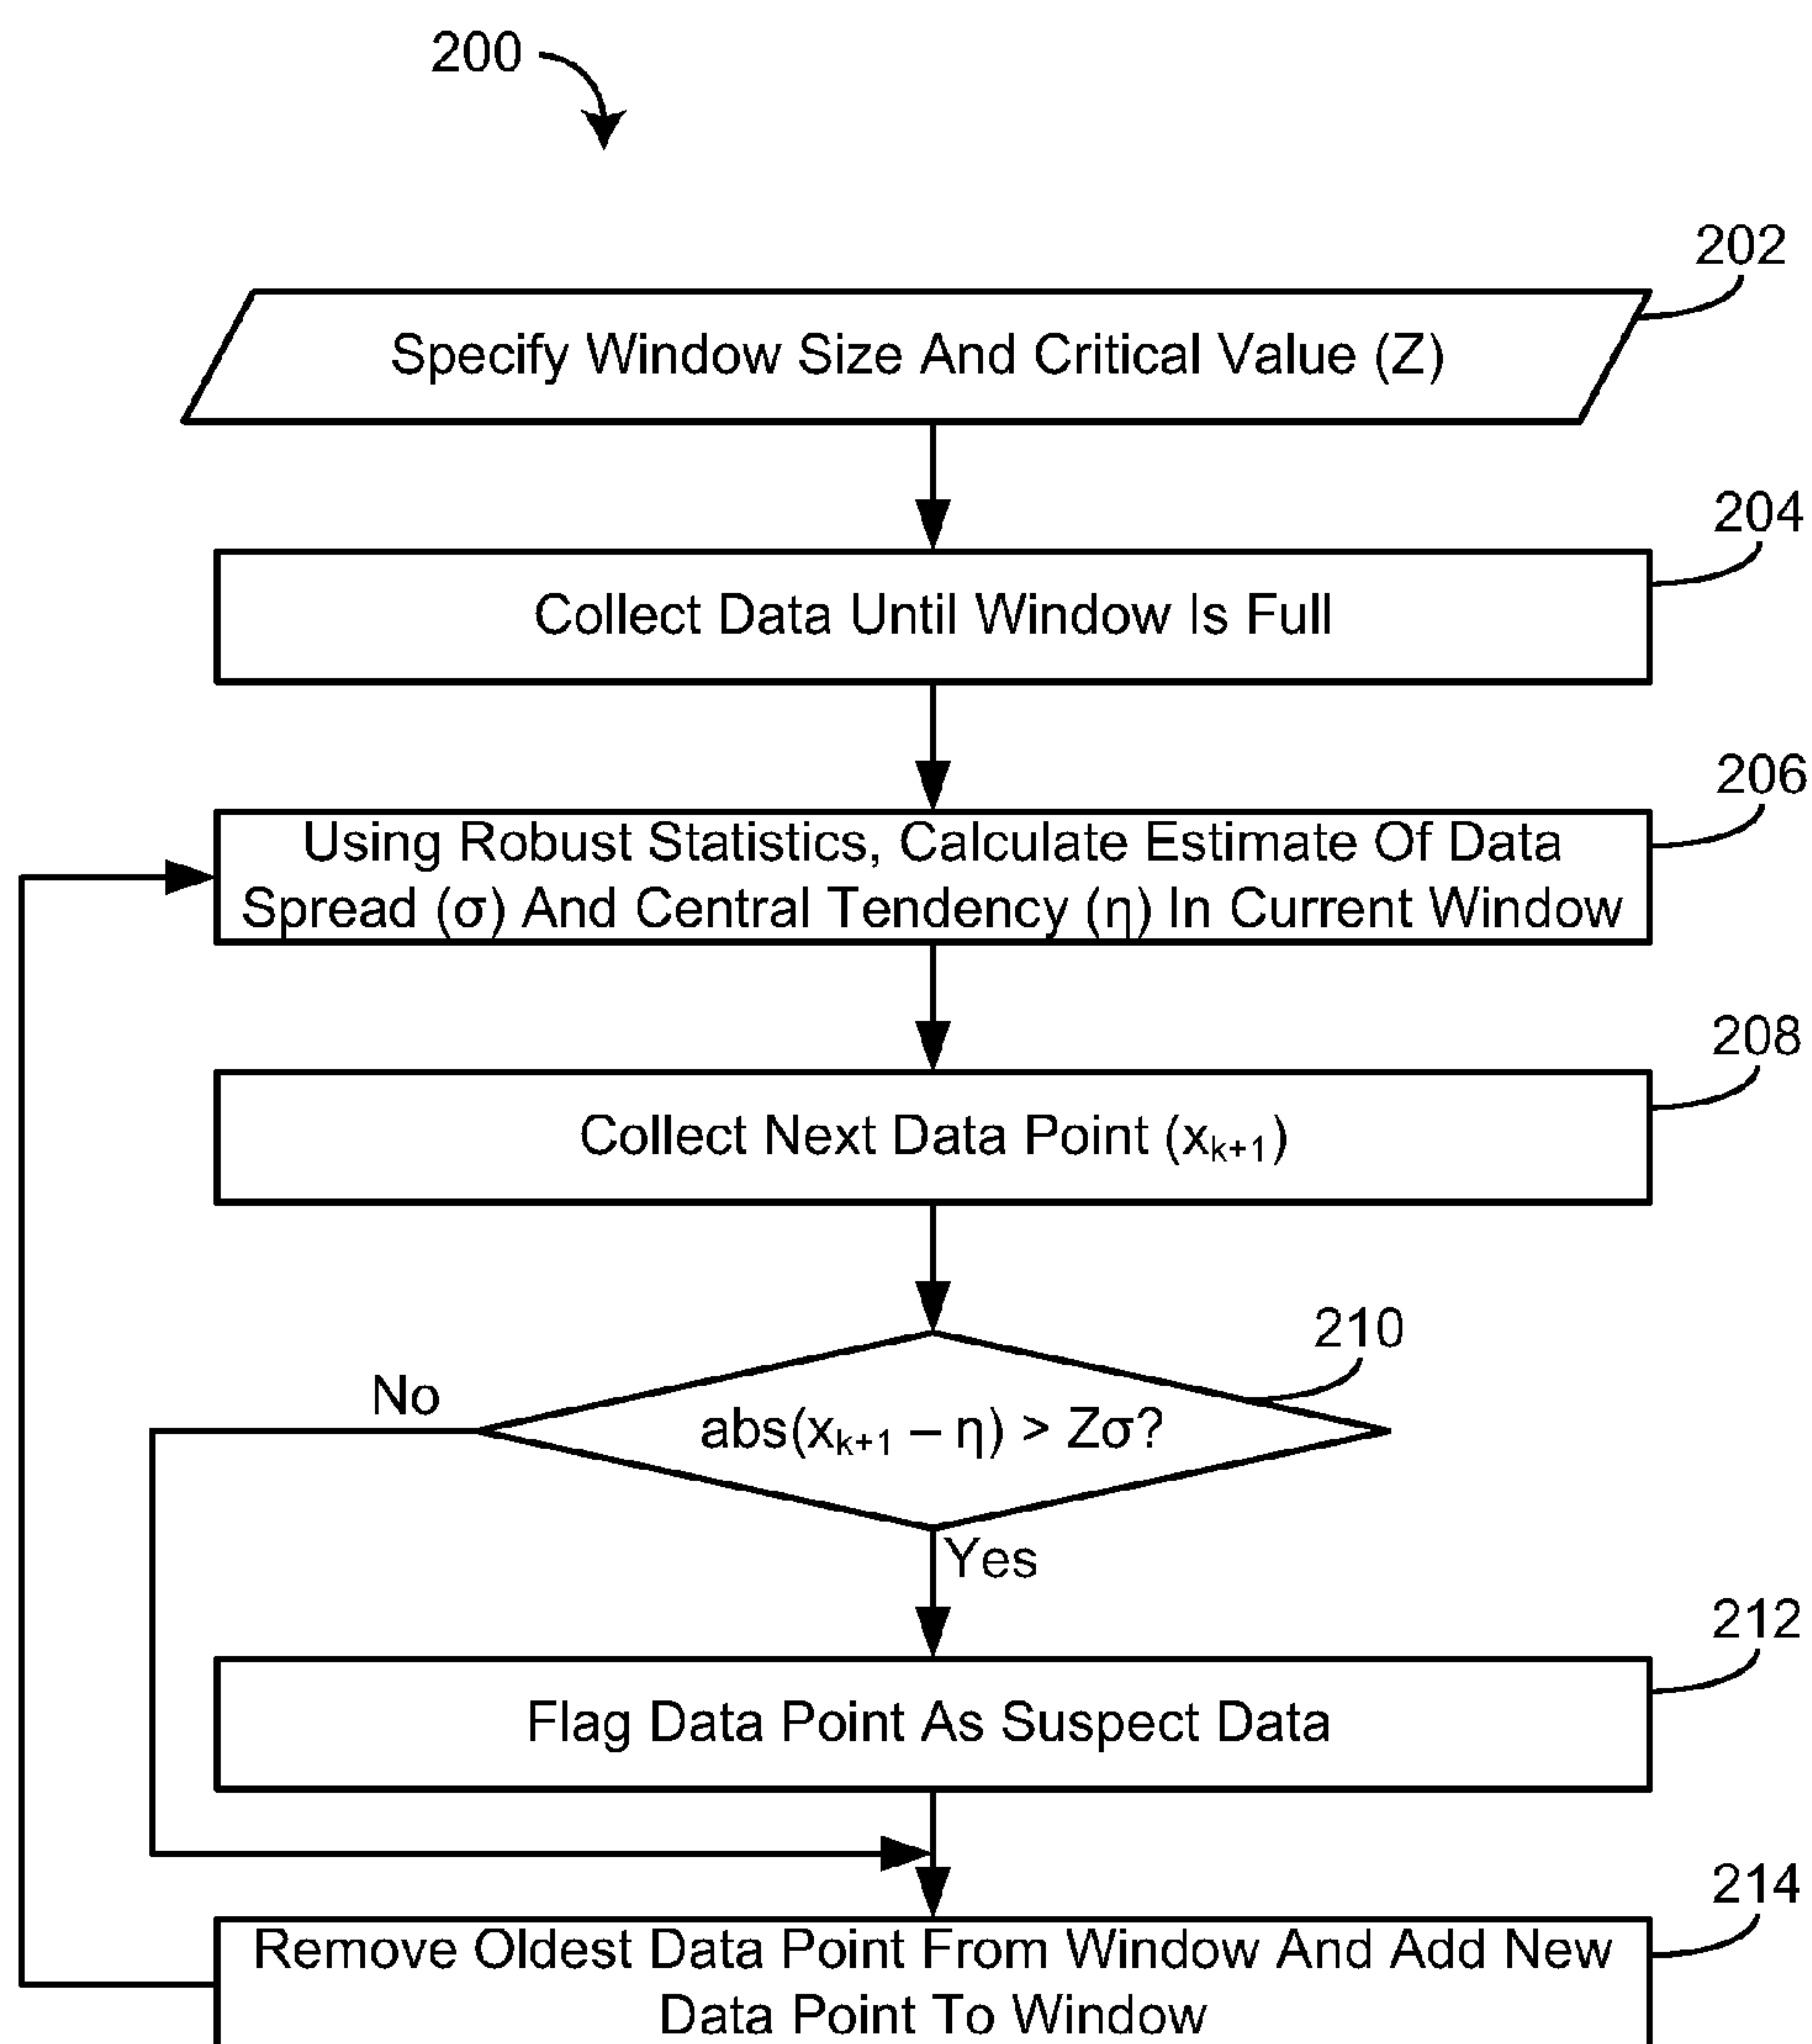 200
202
Specify Window Size And Critical Value (Z)
204
Collect Data Until Window Is Full
206
Using Robust Statistics, Calculate Estimate Of Data
Spread (σ) And Central Tendency (η) In Current Window
208
Collect Next Data Point (xₖ₊₁)
210
No
abs(xₖ₊₁ – η) > Zσ?
Yes
212
Flag Data Point As Suspect Data
214
Remove Oldest Data Point From Window And Add New
Data Point To Window